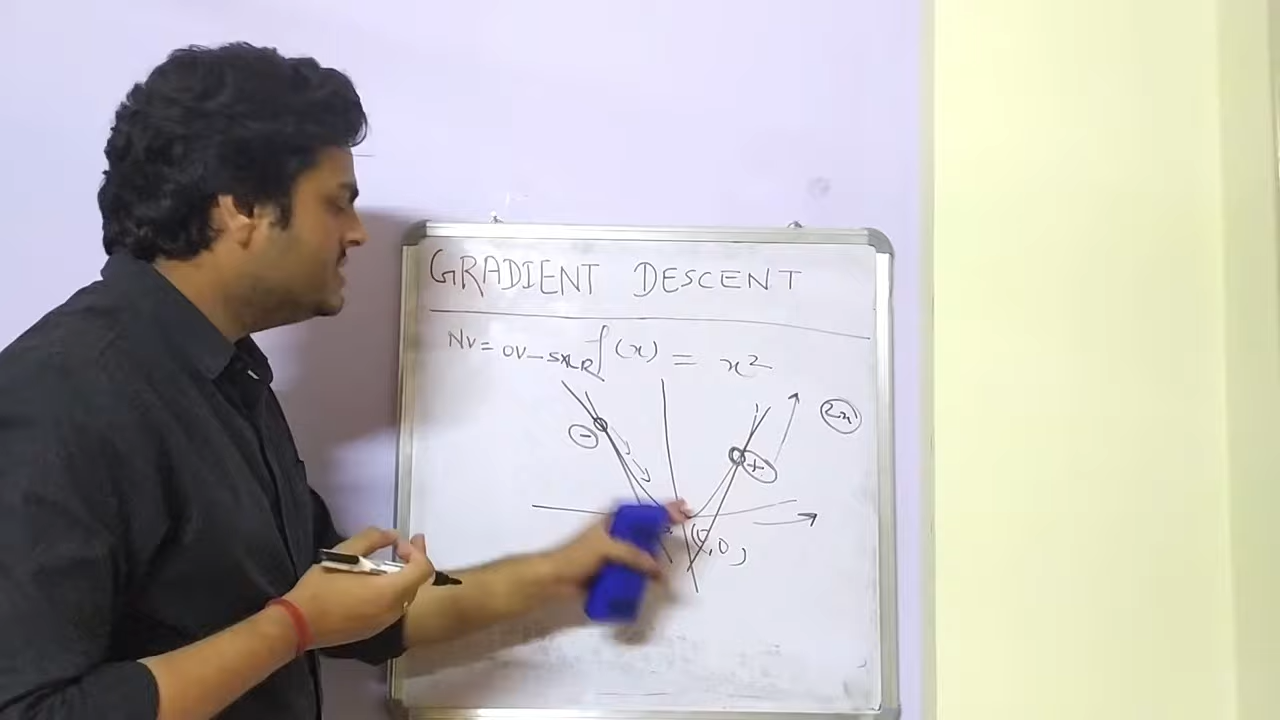 GRADIENT DESCENT
NV = OV - SXLR f(x) = x²
2x
-
+
(0,0)